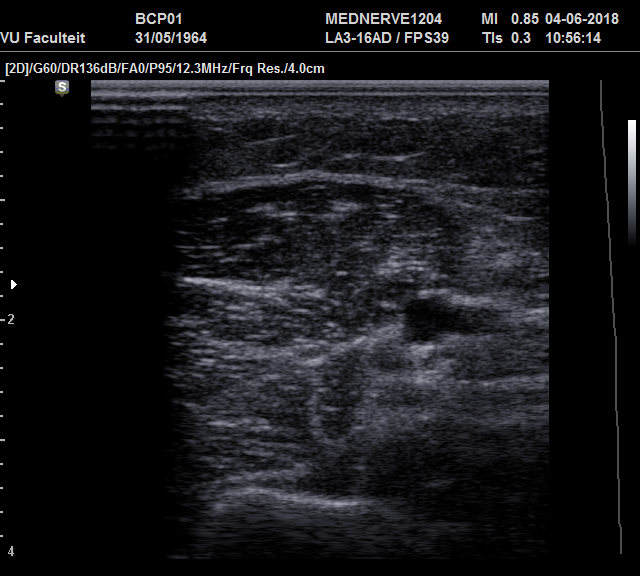 BCP01 MEDNERVE1204 MI 0.85 04-06-2018
VU Faculteit 31/05/1964 LA3-16AD / FPS39 TIs 0.3 10:56:14
[2D]/G60/DR136dB/FA0/P95/12.3MHz/Frq Res./4.0cm
S
2
4